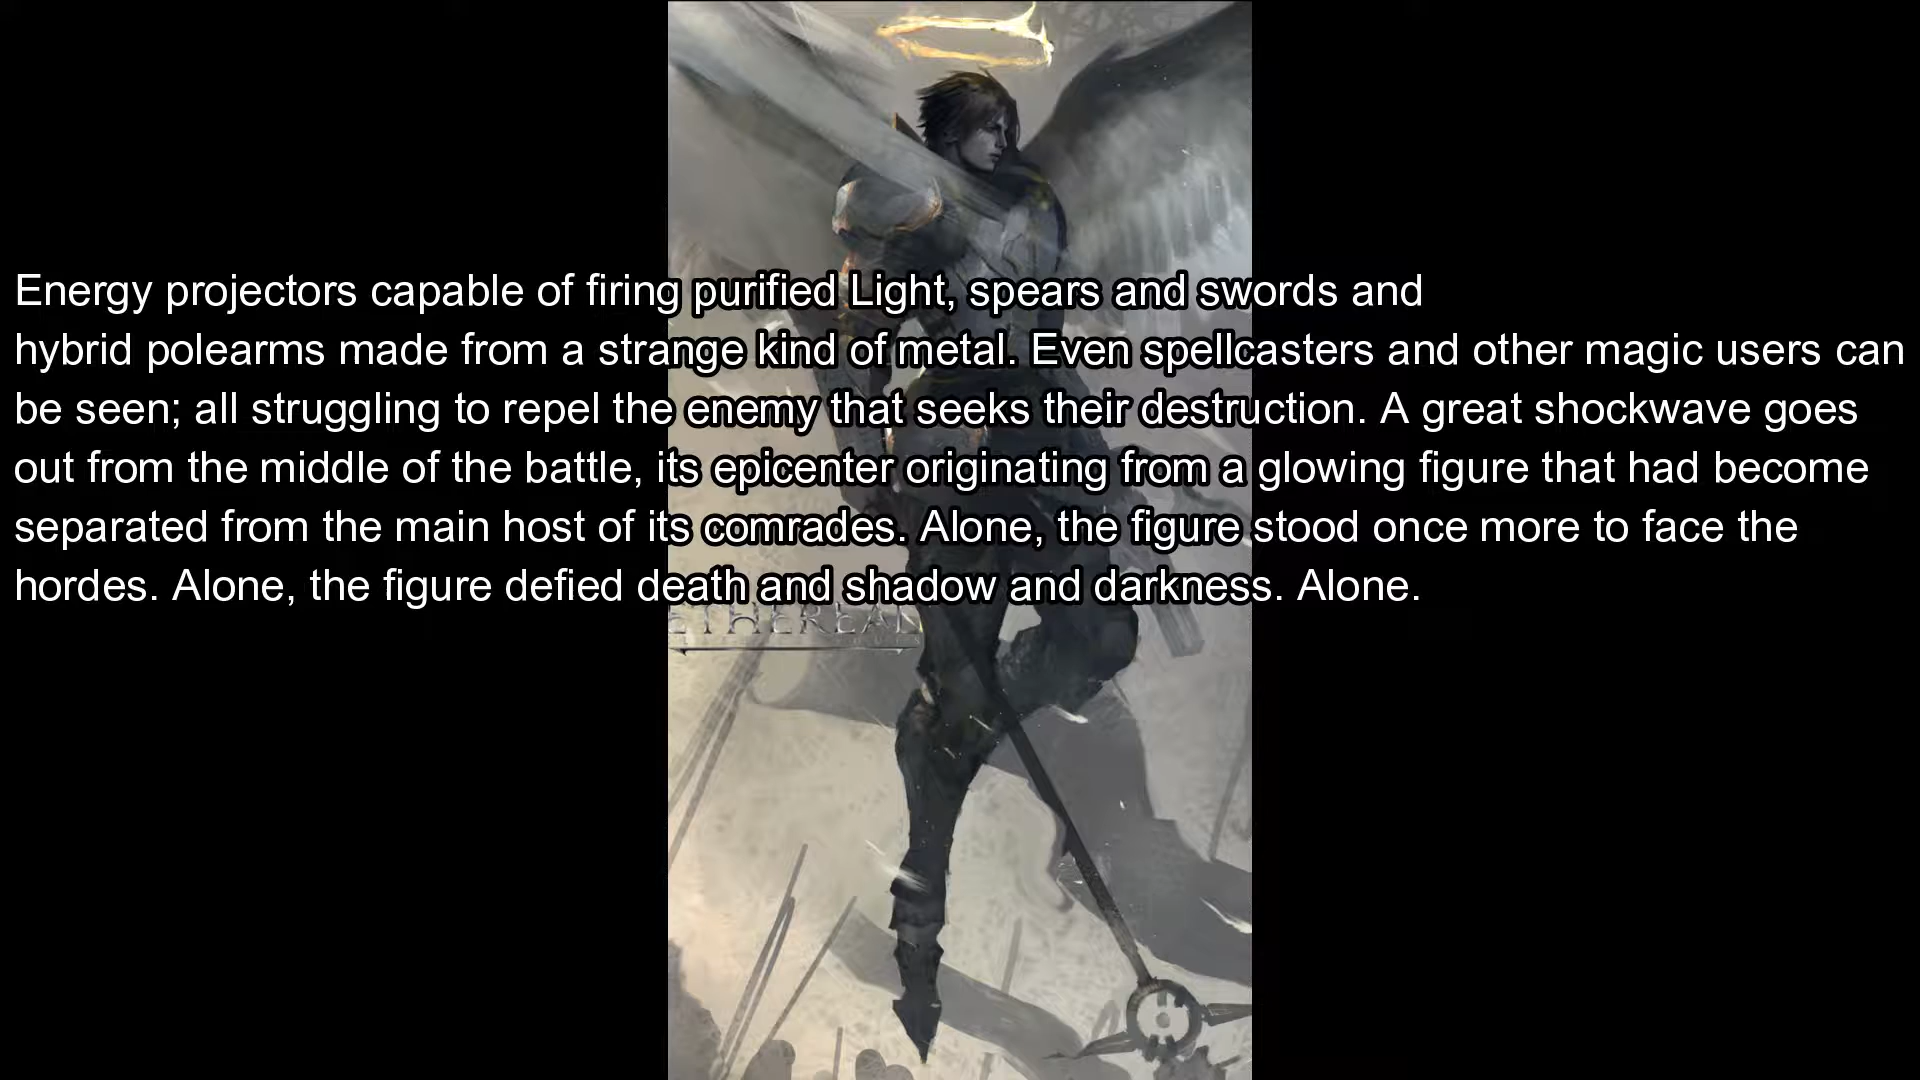 Energy projectors capable of firing purified Light, spears and swords and
hybrid polearms made from a strange kind of metal. Even spellcasters and other magic users can
be seen; all struggling to repel the enemy that seeks their destruction. A great shockwave goes
out from the middle of the battle, its epicenter originating from a glowing figure that had become
separated from the main host of its comrades. Alone, the figure stood once more to face the
hordes. Alone, the figure defied death and shadow and darkness. Alone.
ETHEREAN